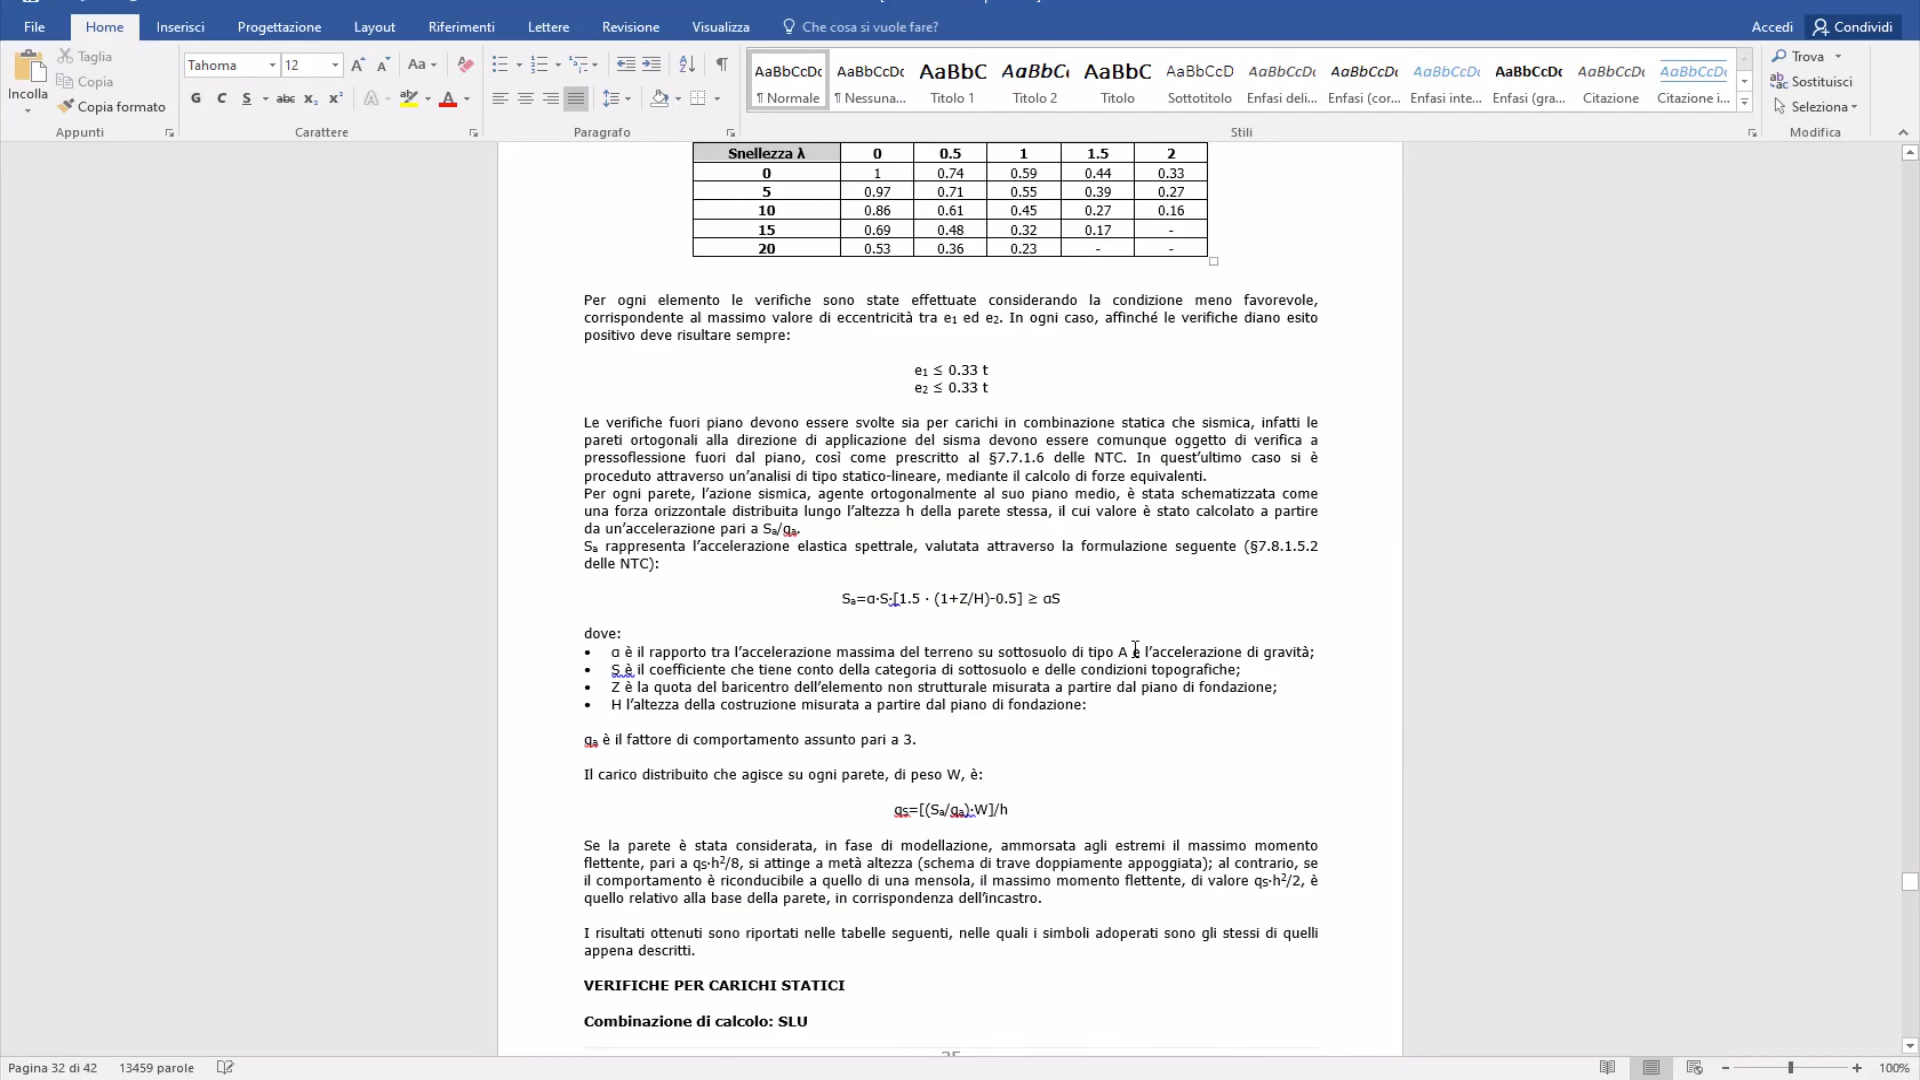 File Home Inserisci Progettazione Layout Riferimenti Lettere Revisione Visualizza Che cosa si vuole fare? Accedi Condividi
Incolla
Taglia
Copia
Copia formato
Appunti
Tahoma 12 Aa
G C S abc x₂ x² A ab A
Carattere
Paragrafo
AaBbCcDc AaBbCcDc AaBbC AaBbC AaBbC AaBbCcD AaBbCcDc AaBbCcDc AaBbCcDc AaBbCcDc AaBbCcDc AaBbCcDc
¶ Normale ¶ Nessuna... Titolo 1 Titolo 2 Titolo Sottotitolo Enfasi deli... Enfasi (cor... Enfasi inte... Enfasi (gra... Citazione Citazione i...
Stili
Trova
Sostituisci
Seleziona
Modifica
Snellezza λ 0 0.5 1 1.5 2
0 1 0.74 0.59 0.44 0.33
5 0.97 0.71 0.55 0.39 0.27
10 0.86 0.61 0.45 0.27 0.16
15 0.69 0.48 0.32 0.17 -
20 0.53 0.36 0.23 - -
Per ogni elemento le verifiche sono state effettuate considerando la condizione meno favorevole,
corrispondente al massimo valore di eccentricità tra e₁ ed e₂. In ogni caso, affinché le verifiche diano esito
positivo deve risultare sempre:
e₁ ≤ 0.33 t
e₂ ≤ 0.33 t
Le verifiche fuori piano devono essere svolte sia per carichi in combinazione statica che sismica, infatti le
pareti ortogonali alla direzione di applicazione del sisma devono essere comunque oggetto di verifica a
pressoflessione fuori dal piano, così come prescritto al §7.7.1.6 delle NTC. In quest'ultimo caso si è
proceduto attraverso un'analisi di tipo statico-lineare, mediante il calcolo di forze equivalenti.
Per ogni parete, l'azione sismica, agente ortogonalmente al suo piano medio, è stata schematizzata come
una forza orizzontale distribuita lungo l'altezza h della parete stessa, il cui valore è stato calcolato a partire
da un'accelerazione pari a Sₐ/qₐ.
Sₐ rappresenta l'accelerazione elastica spettrale, valutata attraverso la formulazione seguente (§7.8.1.5.2
delle NTC):
Sₐ=α·S·[1.5 · (1+Z/H)-0.5] ≥ αS
dove:
• α è il rapporto tra l'accelerazione massima del terreno su sottosuolo di tipo A e l'accelerazione di gravità;
• S è il coefficiente che tiene conto della categoria di sottosuolo e delle condizioni topografiche;
• Z è la quota del baricentro dell'elemento non strutturale misurata a partire dal piano di fondazione;
• H l'altezza della costruzione misurata a partire dal piano di fondazione:
qₐ è il fattore di comportamento assunto pari a 3.
Il carico distribuito che agisce su ogni parete, di peso W, è:
qs=[(Sₐ/qₐ)·W]/h
Se la parete è stata considerata, in fase di modellazione, ammorsata agli estremi il massimo momento
flettente, pari a qs·h²/8, si attinge a metà altezza (schema di trave doppiamente appoggiata); al contrario, se
il comportamento è riconducibile a quello di una mensola, il massimo momento flettente, di valore qs·h²/2, è
quello relativo alla base della parete, in corrispondenza dell'incastro.
I risultati ottenuti sono riportati nelle tabelle seguenti, nelle quali i simboli adoperati sono gli stessi di quelli
appena descritti.
VERIFICHE PER CARICHI STATICI
Combinazione di calcolo: SLU
Pagina 32 di 42 13459 parole 100%